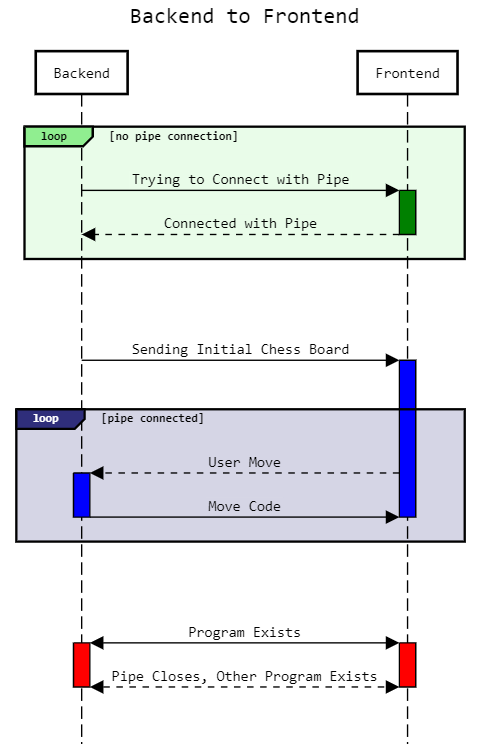 Backend to Frontend
Backend
Frontend
loop [no pipe connection]
Trying to Connect with Pipe
Connected with Pipe
Sending Initial Chess Board
loop [pipe connected]
User Move
Move Code
Program Exists
Pipe Closes, Other Program Exists